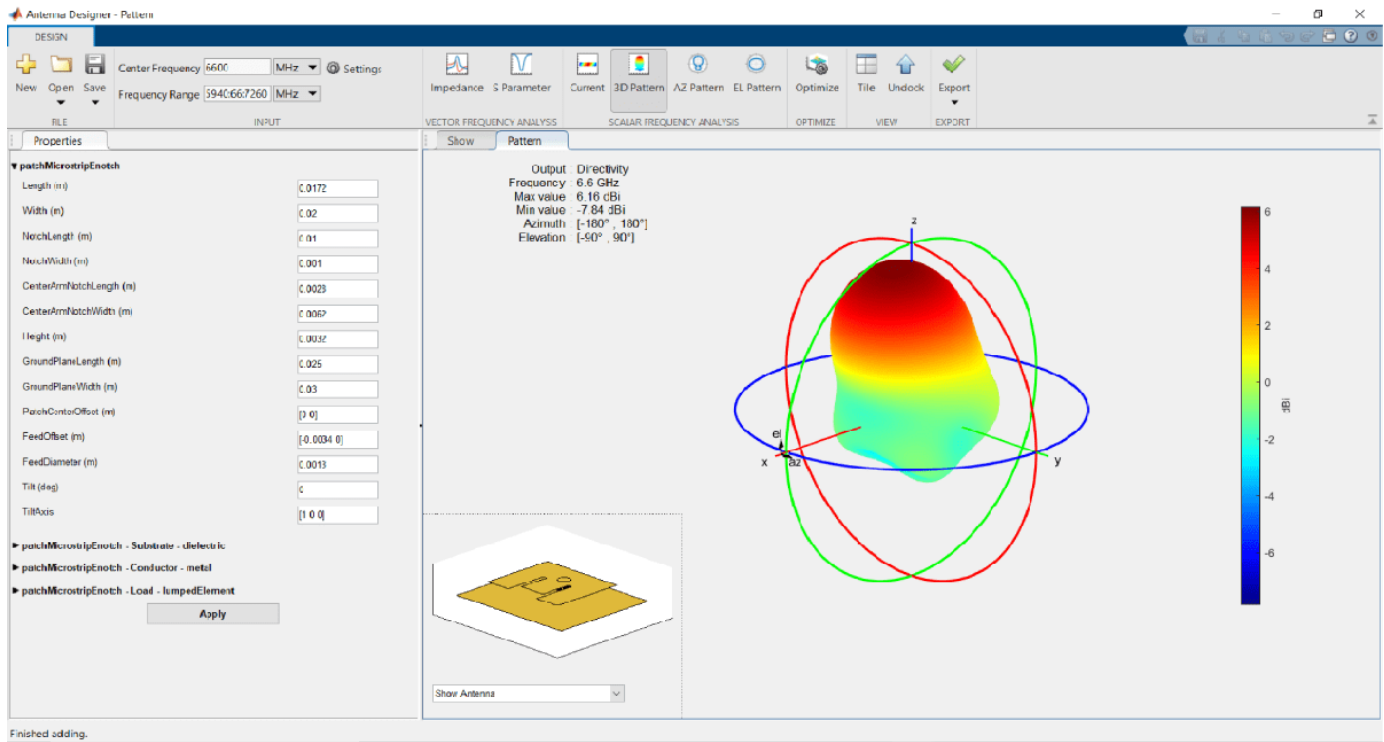 Antenna Designer - Pattern
DESIGN
New Open Save
FILE
Center Frequency 6600 MHz Settings
Frequency Range 5940:66:7260 MHz
INPUT
Impedance S Parameter
VECTOR FREQUENCY ANALYSIS
Current 3D Pattern AZ Pattern EL Pattern
SCALAR FREQUENCY ANALYSIS
Optimize
OPTIMIZE
Tile Undock
VIEW
Export
EXPORT
Properties
patchMicrostripEnotch
Length (m) 0.0172
Width (m) 0.02
NotchLength (m) 0.01
NotchWidth (m) 0.001
CenterArmNotchLength (m) 0.0023
CenterArmNotchWidth (m) 0.0062
Height (m) 0.0032
GroundPlaneLength (m) 0.025
GroundPlaneWidth (m) 0.03
PatchCenterOffset (m) [0 0]
FeedOffset (m) [-0.0034 0]
FeedDiameter (m) 0.0013
Tilt (deg) 0
TiltAxis [1 0 0]
patchMicrostripEnotch - Substrate - dielectric
patchMicrostripEnotch - Conductor - metal
patchMicrostripEnotch - Load - lumpedElement
Apply
Show Pattern
Output : Directivity
Frequency : 6.6 GHz
Max value : 6.16 dBi
Min value : -7.84 dBi
Azimuth : [-180° , 180°]
Elevation : [-90° , 90°]
z
el
x az
y
6
4
2
0
-2
-4
-6
dBi
Show Antenna
Finished adding.